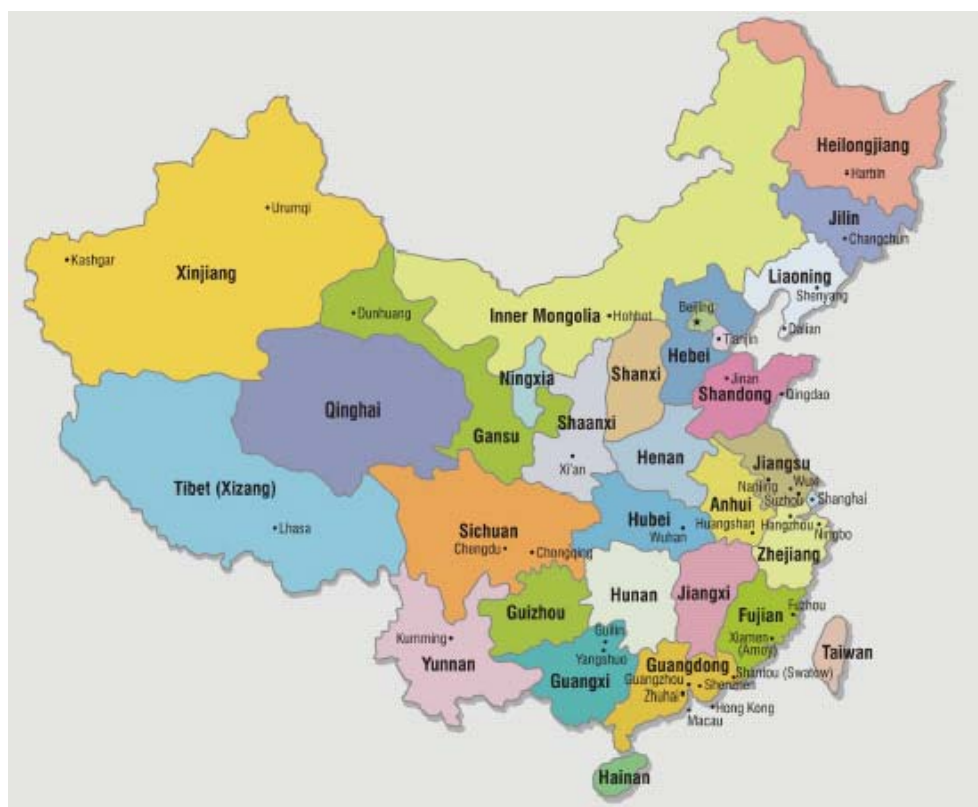 Heilongjiang
Harbin
Jilin
Changchun
Urumqi
Kashgar
Xinjiang
Liaoning
Shenyang
Dalian
Dunhuang
Inner Mongolia
Hohhot
Beijing
Tianjin
Hebei
Ningxia
Shanxi
Jinan
Shandong
Qingdao
Qinghai
Gansu
Shaanxi
Xi'an
Henan
Jiangsu
Nanjing
Wuxi
Suzhou
Shanghai
Tibet (Xizang)
Lhasa
Anhui
Huangshan
Hangzhou
Ningbo
Hubei
Wuhan
Sichuan
Chengdu
Chongqing
Zhejiang
Hunan
Jiangxi
Guizhou
Fujian
Fuzhou
Xiamen
(Amoy)
Kumming
Yunnan
Guilin
Yangshuo
Guangxi
Guangdong
Guangzhou
Shenzhen
Shantou (Swatow)
Zhuhai
Hong Kong
Macau
Taiwan
Hainan